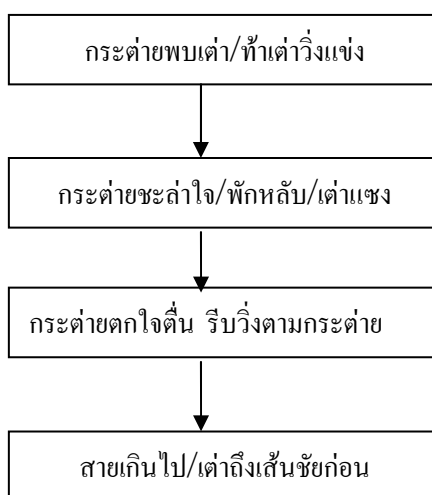 กระต่ายพบเต่า/ท้าเต่าวิ่งแข่ง
กระต่ายชะล่าใจ/พักหลับ/เต่าแซง
กระต่ายตกใจตื่น รีบวิ่งตามกระต่าย
สายเกินไป/เต่าถึงเส้นชัยก่อน